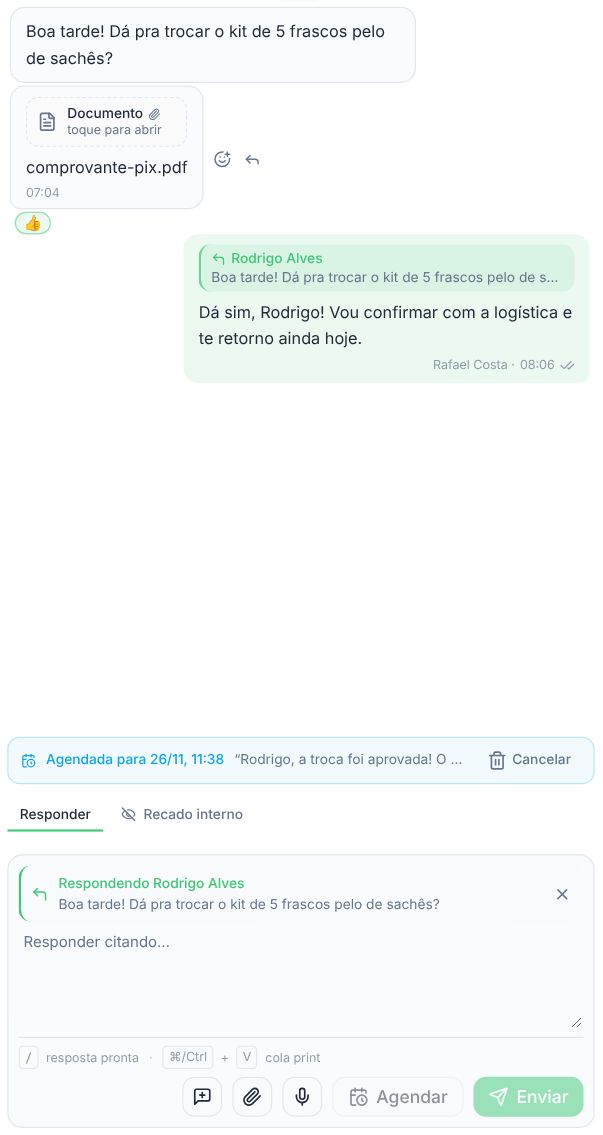 Boa tarde! Dá pra trocar o kit de 5 frascos pelo
de sachês?
Documento
toque para abrir
comprovante-pix.pdf
07:04
Rodrigo Alves
Boa tarde! Dá pra trocar o kit de 5 frascos pelo de s...
Dá sim, Rodrigo! Vou confirmar com a logística e
te retorno ainda hoje.
Rafael Costa · 08:06
Agendada para 26/11, 11:38 “Rodrigo, a troca foi aprovada! O ... Cancelar
Responder Recado interno
Respondendo Rodrigo Alves
Boa tarde! Dá pra trocar o kit de 5 frascos pelo de sachês?
Responder citando...
/ resposta pronta · ⌘/Ctrl + V cola print
Agendar Enviar